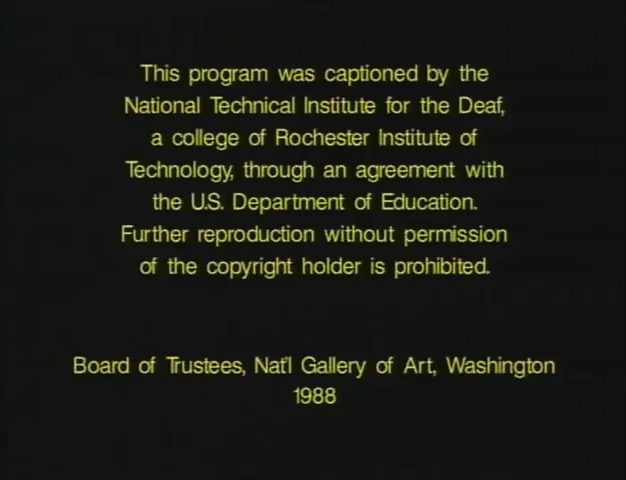 This program was captioned by the
National Technical Institute for the Deaf,
a college of Rochester Institute of
Technology, through an agreement with
the U.S. Department of Education.
Further reproduction without permission
of the copyright holder is prohibited.
Board of Trustees, Nat'l Gallery of Art, Washington
1988